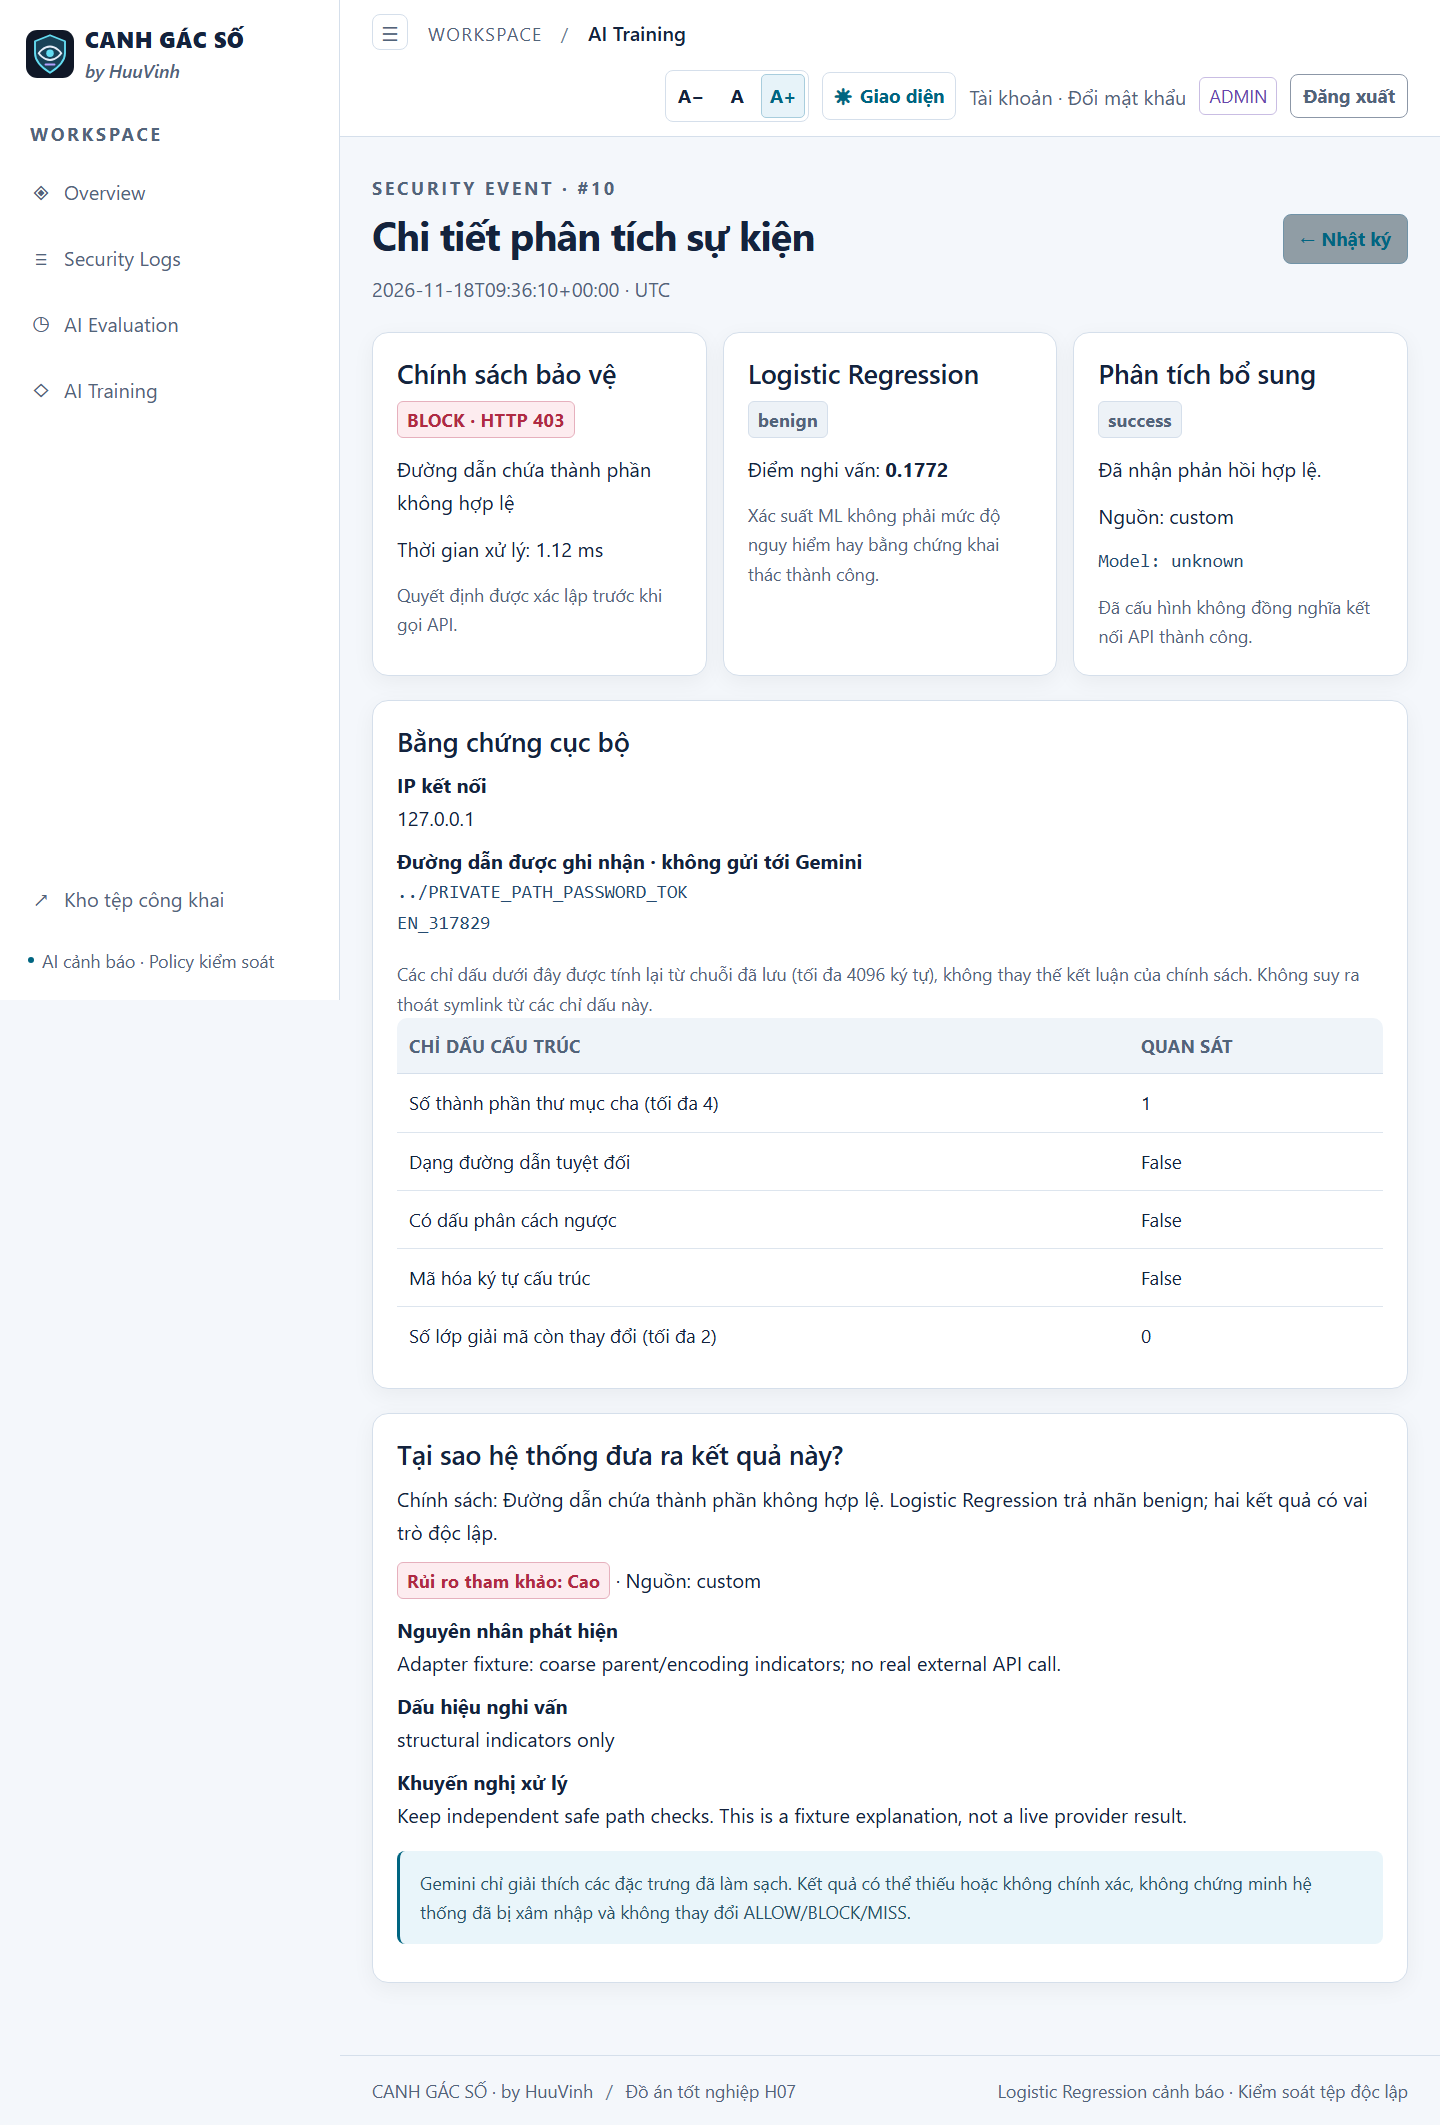 CANH GÁC SỐ
by HuuVinh
WORKSPACE
Overview
Security Logs
AI Evaluation
AI Training
Kho tệp công khai
AI cảnh báo · Policy kiểm soát
WORKSPACE / AI Training
A− A A+ Giao diện Tài khoản · Đổi mật khẩu ADMIN Đăng xuất
SECURITY EVENT · #10
Chi tiết phân tích sự kiện
← Nhật ký
2026-11-18T09:36:10+00:00 · UTC
Chính sách bảo vệ
BLOCK · HTTP 403
Đường dẫn chứa thành phần
không hợp lệ
Thời gian xử lý: 1.12 ms
Quyết định được xác lập trước khi
gọi API.
Logistic Regression
benign
Điểm nghi vấn: 0.1772
Xác suất ML không phải mức độ
nguy hiểm hay bằng chứng khai
thác thành công.
Phân tích bổ sung
success
Đã nhận phản hồi hợp lệ.
Nguồn: custom
Model: unknown
Đã cấu hình không đồng nghĩa kết
nối API thành công.
Bằng chứng cục bộ
IP kết nối
127.0.0.1
Đường dẫn được ghi nhận · không gửi tới Gemini
../PRIVATE_PATH_PASSWORD_TOK
EN_317829
Các chỉ dấu dưới đây được tính lại từ chuỗi đã lưu (tối đa 4096 ký tự), không thay thế kết luận của chính sách. Không suy ra
thoát symlink từ các chỉ dấu này.
CHỈ DẤU CẤU TRÚC QUAN SÁT
Số thành phần thư mục cha (tối đa 4) 1
Dạng đường dẫn tuyệt đối False
Có dấu phân cách ngược False
Mã hóa ký tự cấu trúc False
Số lớp giải mã còn thay đổi (tối đa 2) 0
Tại sao hệ thống đưa ra kết quả này?
Chính sách: Đường dẫn chứa thành phần không hợp lệ. Logistic Regression trả nhãn benign; hai kết quả có vai
trò độc lập.
Rủi ro tham khảo: Cao · Nguồn: custom
Nguyên nhân phát hiện
Adapter fixture: coarse parent/encoding indicators; no real external API call.
Dấu hiệu nghi vấn
structural indicators only
Khuyến nghị xử lý
Keep independent safe path checks. This is a fixture explanation, not a live provider result.
Gemini chỉ giải thích các đặc trưng đã làm sạch. Kết quả có thể thiếu hoặc không chính xác, không chứng minh hệ
thống đã bị xâm nhập và không thay đổi ALLOW/BLOCK/MISS.
CANH GÁC SỐ · by HuuVinh / Đồ án tốt nghiệp H07
Logistic Regression cảnh báo · Kiểm soát tệp độc lập